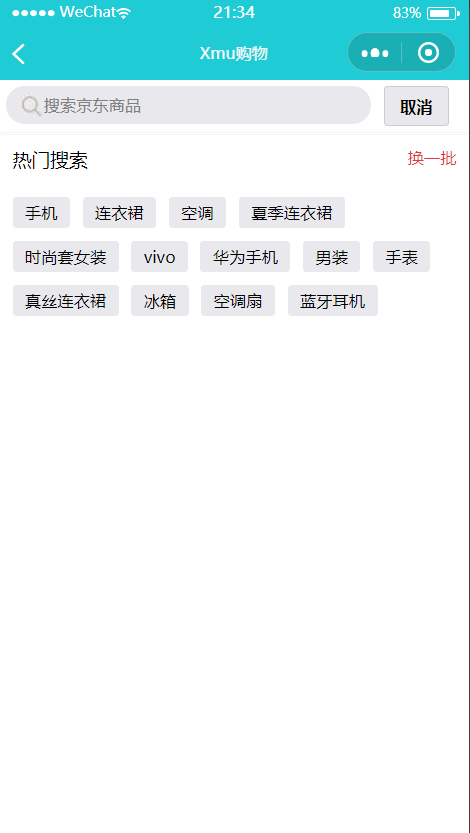 WeChat 21:34 83%
Xmu购物
搜索京东商品 取消
热门搜索 换一批
手机 连衣裙 空调 夏季连衣裙
时尚套女装 vivo 华为手机 男装 手表
真丝连衣裙 冰箱 空调扇 蓝牙耳机